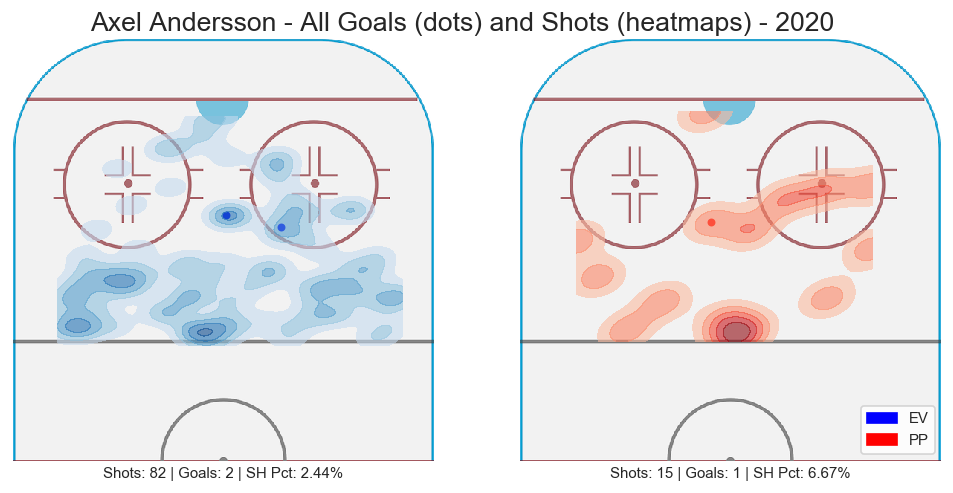 Axel Andersson - All Goals (dots) and Shots (heatmaps) - 2020
EV
PP
Shots: 82 | Goals: 2 | SH Pct: 2.44%
Shots: 15 | Goals: 1 | SH Pct: 6.67%